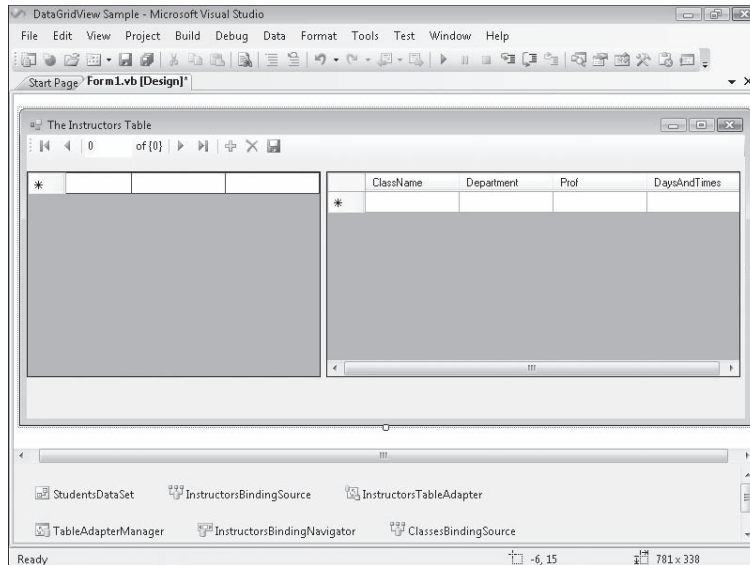 DataGridView Sample - Microsoft Visual Studio
File Edit View Project Build Debug Data Format Tools Test Window Help
Start Page Form1.vb [Design]*
The Instructors Table
0 of {0}
ClassName Department Prof DaysAndTimes
StudentsDataSet InstructorsBindingSource InstructorsTableAdapter
TableAdapterManager InstructorsBindingNavigator ClassesBindingSource
Ready -6, 15 781 x 338